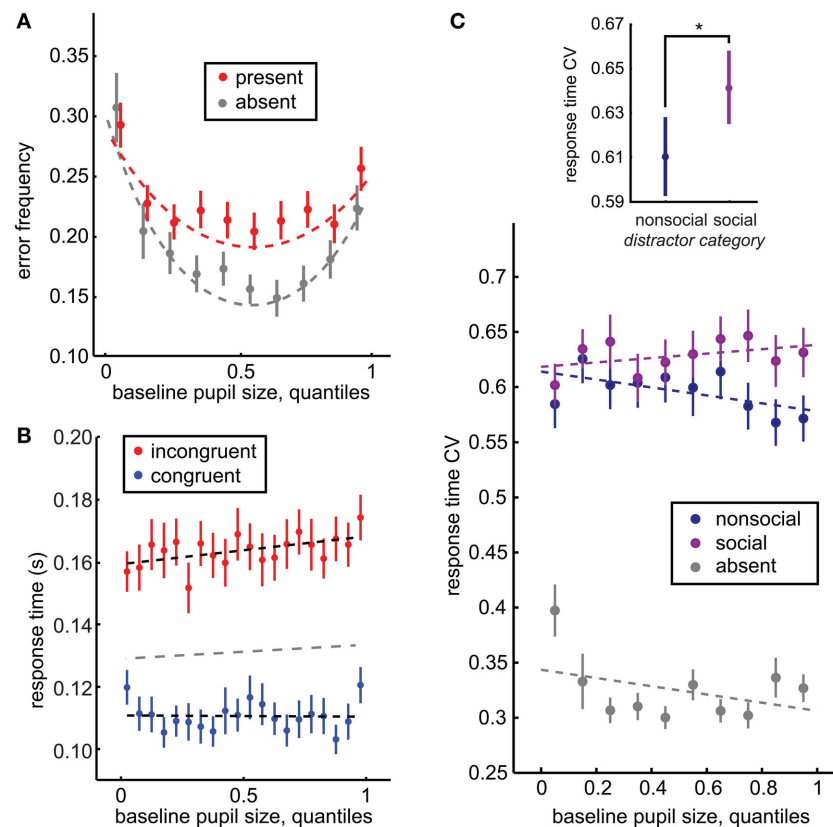 A
0.35
0.30
0.25
0.20
0.15
0.10
error frequency
present
absent
0
0.5
1
baseline pupil size, quantiles
B
0.20
0.18
0.16
0.14
0.12
0.10
response time (s)
incongruent
congruent
0
0.5
1
baseline pupil size, quantiles
C
0.67
0.65
0.63
0.61
0.59
response time CV
*
nonsocial social
distractor category
0.7
0.65
0.6
0.55
0.5
0.45
0.4
0.35
0.3
0.25
response time CV
nonsocial
social
absent
0 0.2 0.4 0.6 0.8 1
baseline pupil size, quantiles